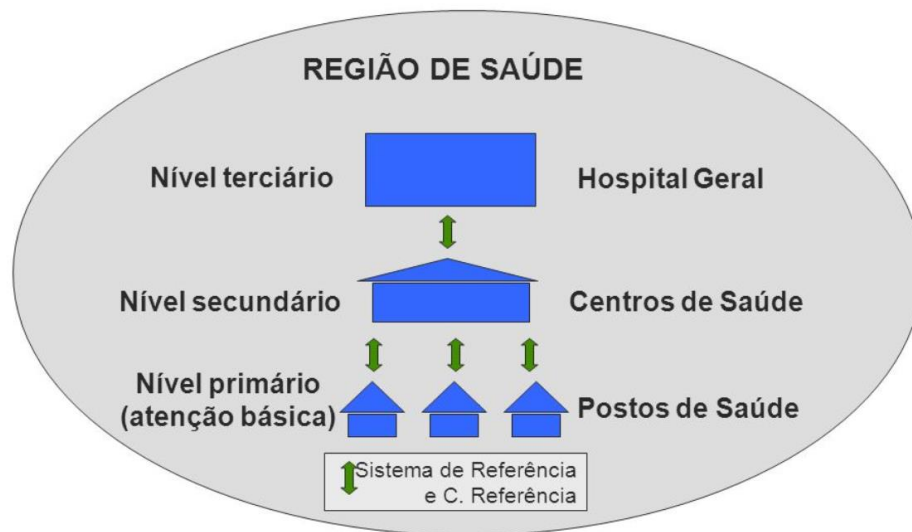 REGIÃO DE SAÚDE
Nível terciário
Hospital Geral
Nível secundário
Centros de Saúde
Nível primário
(atenção básica)
Postos de Saúde
Sistema de Referência
e C. Referência